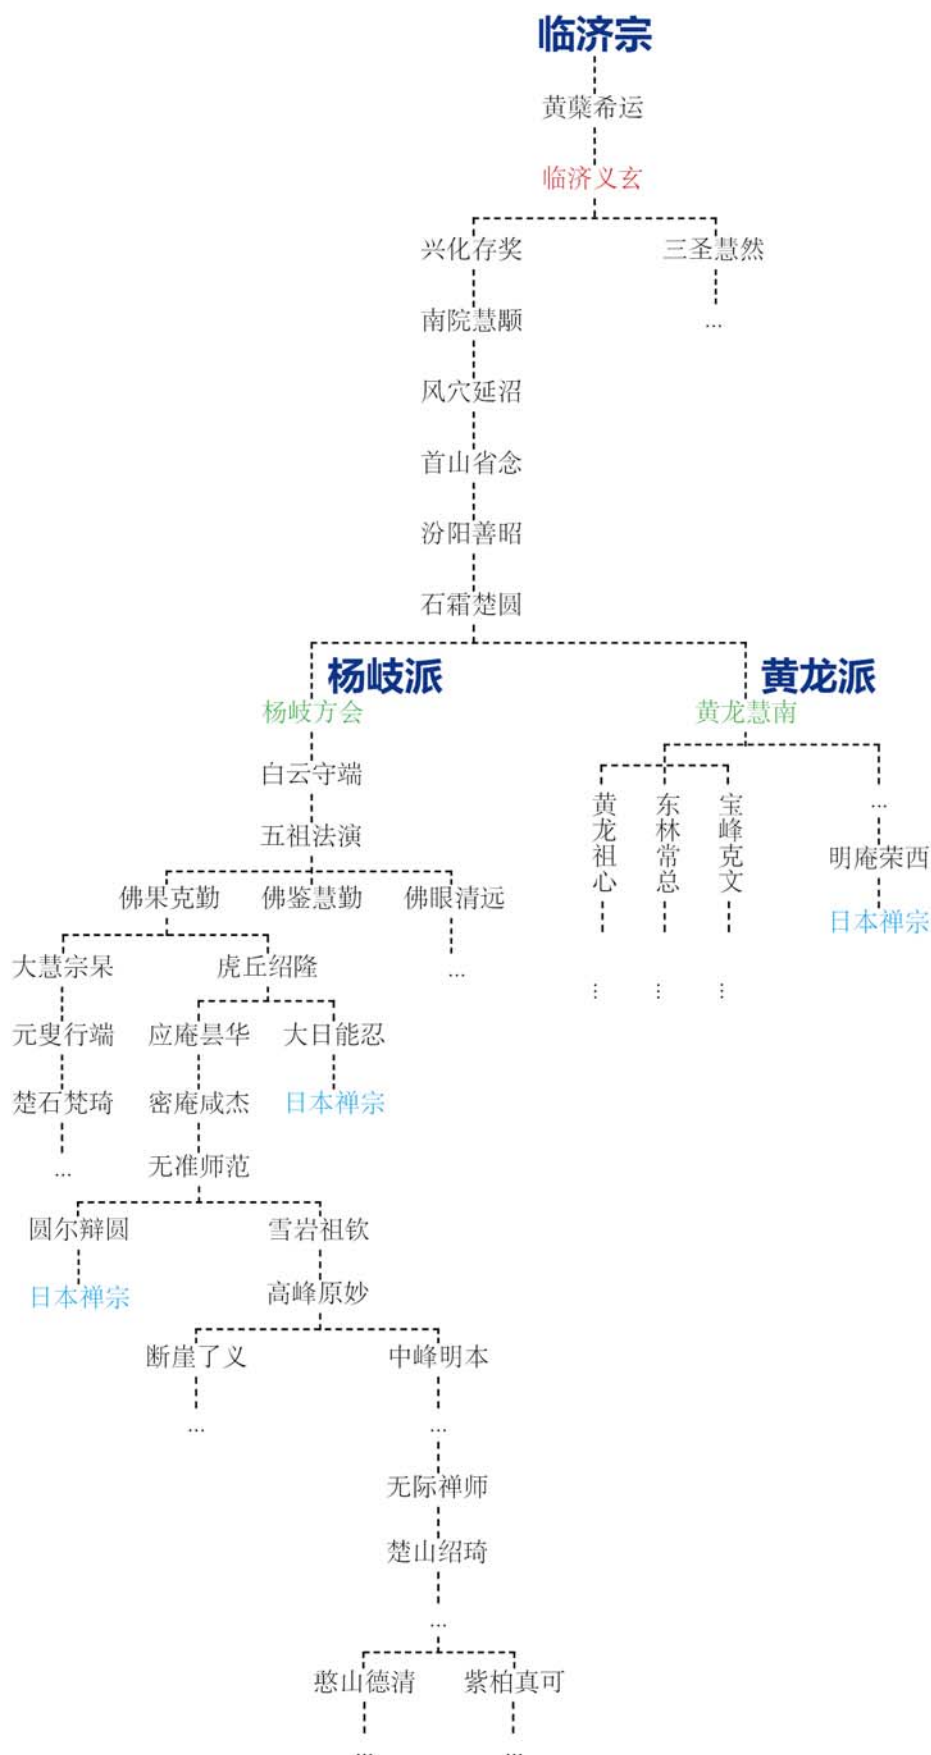 临济宗
黄蘖希运
临济义玄
兴化存奖
三圣慧然
南院慧颙
...
风穴延沼
首山省念
汾阳善昭
石霜楚圆
杨岐派
黄龙派
杨岐方会
黄龙慧南
白云守端
五祖法演
黄龙祖心
东林常总
宝峰克文
...
明庵荣西
日本禅宗
佛果克勤
佛鉴慧勤
佛眼清远
...
...
...
...
大慧宗杲
虎丘绍隆
元叟行端
应庵昙华
大日能忍
楚石梵琦
密庵咸杰
日本禅宗
...
无准师范
圆尔辩圆
雪岩祖钦
日本禅宗
高峰原妙
断崖了义
中峰明本
...
...
无际禅师
楚山绍琦
...
憨山德清
紫柏真可
...
...